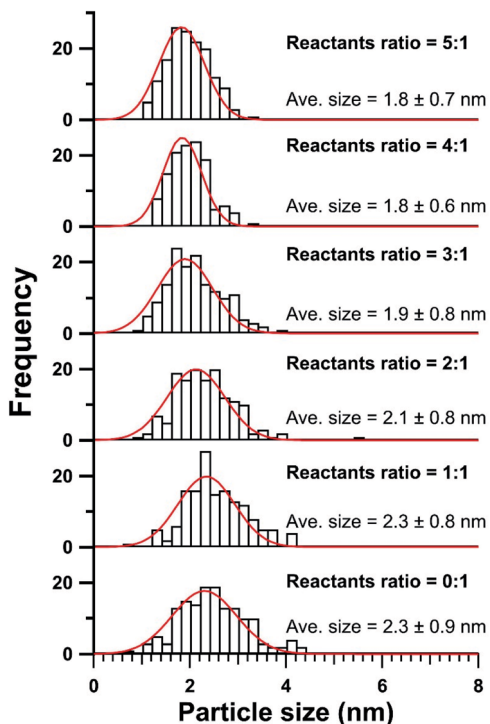 Frequency
20
0
Reactants ratio = 5:1
Ave. size = 1.8 ± 0.7 nm
20
0
Reactants ratio = 4:1
Ave. size = 1.8 ± 0.6 nm
20
0
Reactants ratio = 3:1
Ave. size = 1.9 ± 0.8 nm
20
0
Reactants ratio = 2:1
Ave. size = 2.1 ± 0.8 nm
20
0
Reactants ratio = 1:1
Ave. size = 2.3 ± 0.8 nm
20
0
Reactants ratio = 0:1
Ave. size = 2.3 ± 0.9 nm
0 2 4 6 8
Particle size (nm)